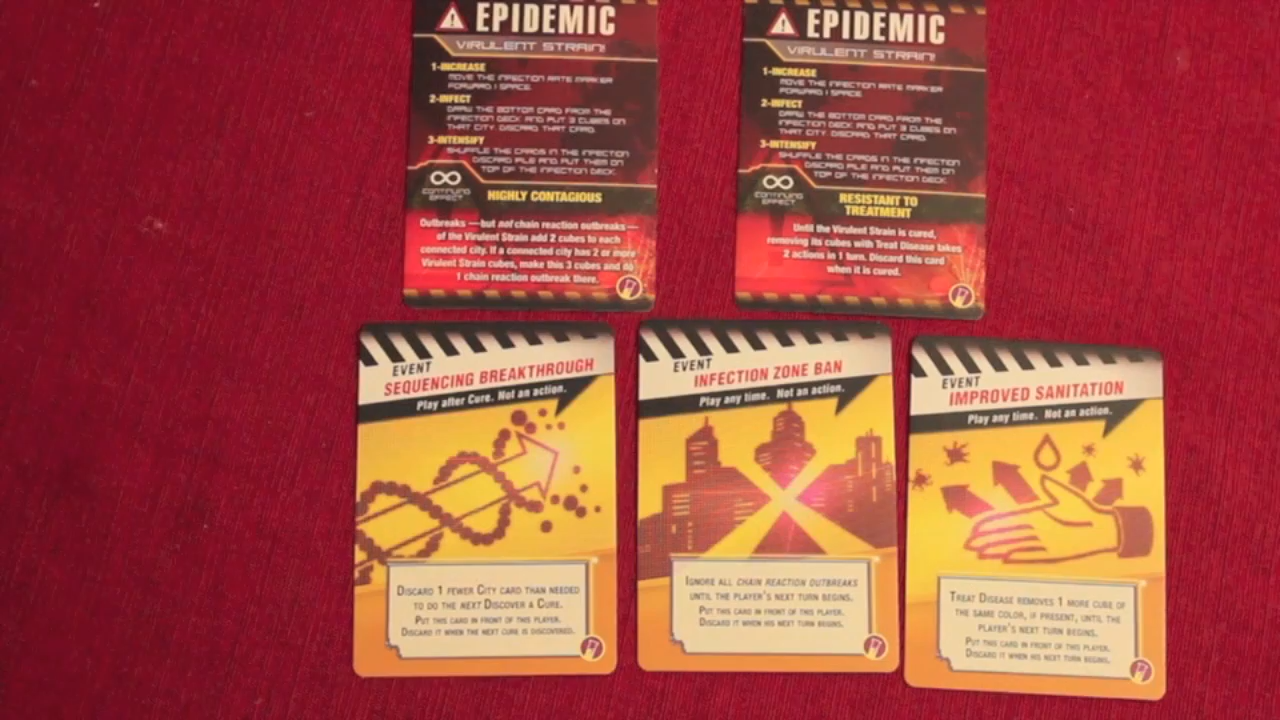 EPIDEMIC
VIRULENT STRAIN!
1-INCREASE
MOVE THE INFECTION RATE MARKER
FORWARD 1 SPACE.
2-INFECT
DRAW THE BOTTOM CARD FROM THE
INFECTION DECK AND PUT 3 CUBES ON
THAT CITY. DISCARD THAT CARD.
3-INTENSIFY
SHUFFLE THE CARDS IN THE INFECTION
DISCARD PILE AND PUT THEM ON
TOP OF THE INFECTION DECK.
CONTINUING
EFFECT
HIGHLY CONTAGIOUS
Outbreaks —but not chain reaction outbreaks—
of the Virulent Strain add 2 cubes to each
connected city. If a connected city has 2 or more
Virulent Strain cubes, make this 3 cubes and no
1 chain reaction outbreak there.
EPIDEMIC
VIRULENT STRAIN!
1-INCREASE
MOVE THE INFECTION RATE MARKER
FORWARD 1 SPACE.
2-INFECT
DRAW THE BOTTOM CARD FROM THE
INFECTION DECK AND PUT 3 CUBES ON
THAT CITY. DISCARD THAT CARD.
3-INTENSIFY
SHUFFLE THE CARDS IN THE INFECTION
DISCARD PILE AND PUT THEM ON
TOP OF THE INFECTION DECK.
CONTINUING
EFFECT
RESISTANT TO
TREATMENT
Until the Virulent Strain is cured,
removing its cubes with Treat Disease takes
2 actions in 1 turn. Discard this card
when it is cured.
EVENT
SEQUENCING BREAKTHROUGH
Play after Cure. Not an action.
DISCARD 1 FEWER CITY CARD THAN NEEDED
TO DO THE NEXT DISCOVER A CURE.
PUT THIS CARD IN FRONT OF THIS PLAYER.
DISCARD IT WHEN THE NEXT CURE IS DISCOVERED.
EVENT
INFECTION ZONE BAN
Play any time. Not an action.
IGNORE ALL CHAIN REACTION OUTBREAKS
UNTIL THE PLAYER'S NEXT TURN BEGINS.
PUT THIS CARD IN FRONT OF THIS PLAYER.
DISCARD IT WHEN HIS NEXT TURN BEGINS.
EVENT
IMPROVED SANITATION
Play any time. Not an action.
TREAT DISEASE REMOVES 1 MORE CUBE OF
THE SAME COLOR, IF PRESENT, UNTIL THE
PLAYER'S NEXT TURN BEGINS.
PUT THIS CARD IN FRONT OF THIS PLAYER.
DISCARD IT WHEN HIS NEXT TURN BEGINS.